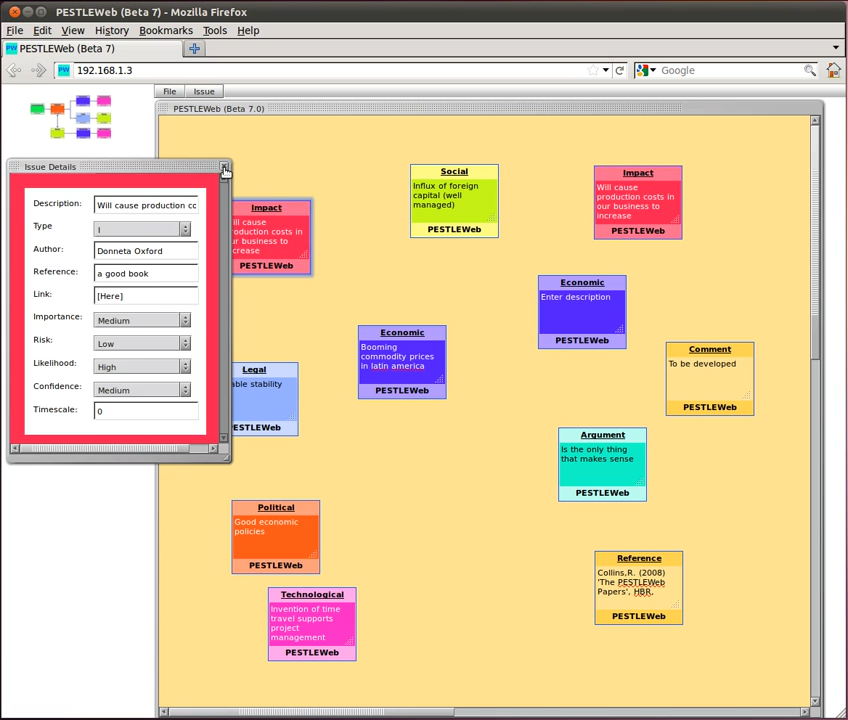 PESTLEWeb (Beta 7) - Mozilla Firefox
File Edit View History Bookmarks Tools Help
PW PESTLEWeb (Beta 7)
PW 192.168.1.3
Google
File Issue
PESTLEWeb (Beta 7.0)
Issue Details
Description: Will cause production co
Type I
Author: Donneta Oxford
Reference: a good book
Link: [Here]
Importance: Medium
Risk: Low
Likelihood: High
Confidence: Medium
Timescale: 0
Impact
ill cause
production costs in
ur business to
crease
PESTLEWeb
Social
Influx of foreign
capital (well
managed)
PESTLEWeb
Impact
Will cause
production costs in
our business to
increase
PESTLEWeb
Economic
Enter description
PESTLEWeb
Economic
Booming
commodity prices
in latin america
PESTLEWeb
Comment
To be developed
PESTLEWeb
Legal
able stability
PESTLEWeb
Argument
Is the only thing
that makes sense
PESTLEWeb
Political
Good economic
policies
PESTLEWeb
Reference
Collins,R. (2008)
'The PESTLEWeb
Papers', HBR.
PESTLEWeb
Technological
Invention of time
travel supports
project
management
PESTLEWeb